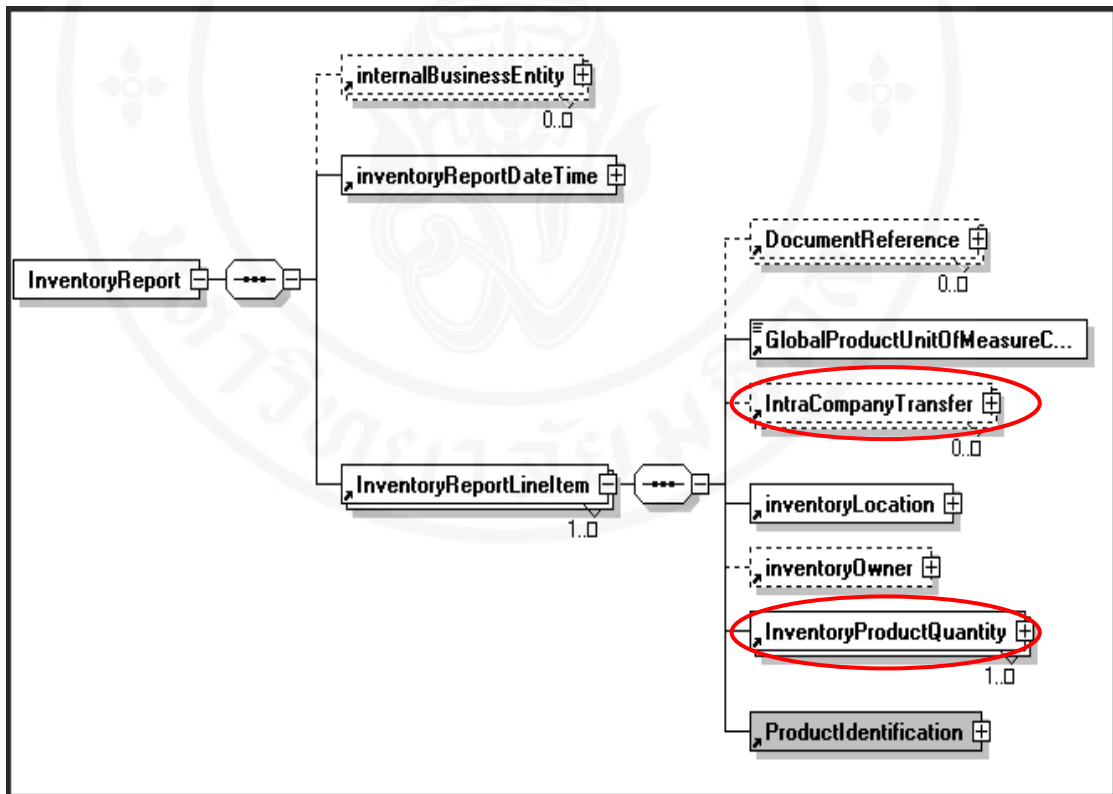 internalBusinessEntity
0..□
inventoryReportDateTime
DocumentReference
0..□
InventoryReport
GlobalProductUnitOfMeasureC...
IntraCompanyTransfer
0..□
InventoryReportLineItem
1..□
inventoryLocation
inventoryOwner
InventoryProductQuantity
1..□
ProductIdentification